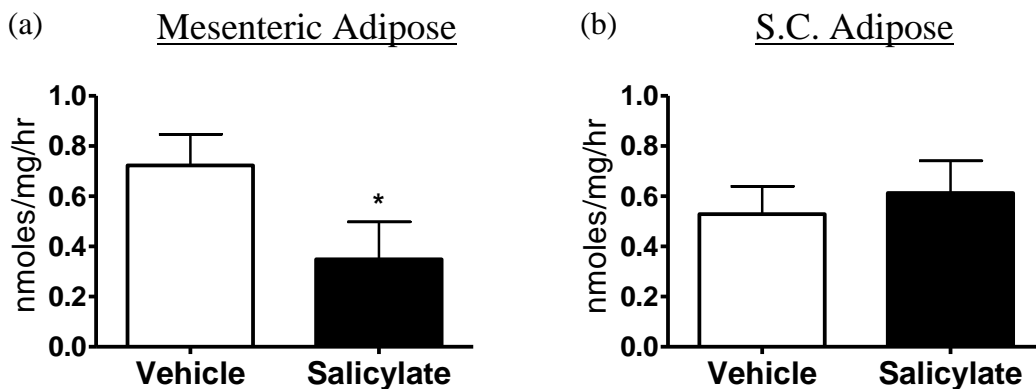 (a) Mesenteric Adipose
nmoles/mg/hr
1.0
0.8
0.6
0.4
0.2
0.0
*
Vehicle Salicylate
(b) S.C. Adipose
nmoles/mg/hr
1.0
0.8
0.6
0.4
0.2
0.0
Vehicle Salicylate